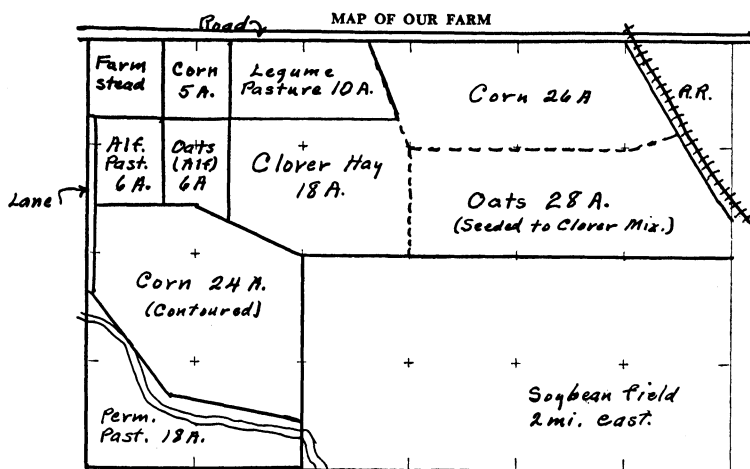 MAP OF OUR FARM
Road
Farm
stead
Corn
5 A.
Legume
Pasture 10 A.
Corn 26 A
R.R.
Alf.
Past.
6 A.
Oats
(Alf)
6A
Clover Hay
18 A.
Oats 28 A.
(Seeded to Clover Mix.)
Lane
Corn 24 A.
(Contoured)
Perm.
Past. 18 A.
Soybean field
2 mi. east.